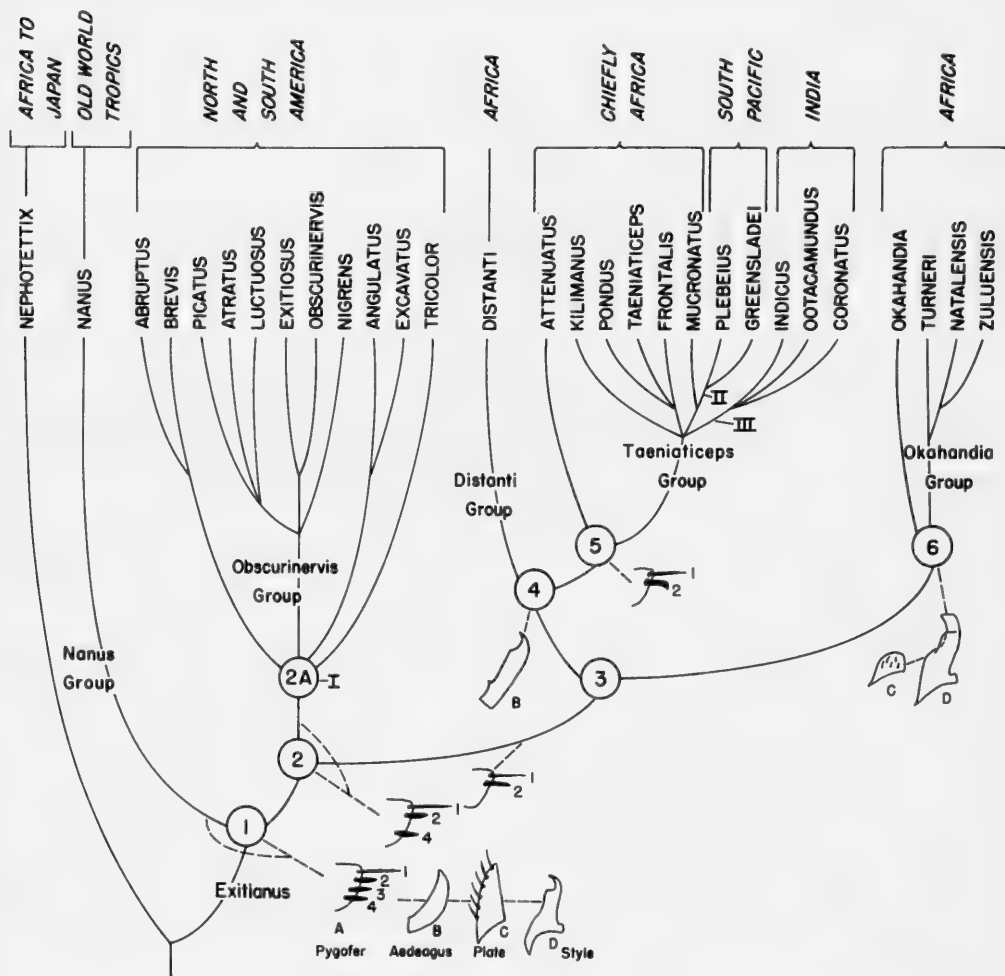 AFRICA TO
JAPAN
OLD WORLD
TROPICS
NORTH
AND
SOUTH
AMERICA
AFRICA
CHIEFLY
AFRICA
SOUTH
PACIFIC
INDIA
AFRICA
NEPHOTETTIX
NANUS
ABRUPTUS
BREVIS
PICATUS
ATRATUS
LUCTUOSUS
EXITIOSUS
OBSCURINERVIS
NIGRENS
ANGULATUS
EXCAVATUS
TRICOLOR
DISTANTI
ATTENUATUS
KILIMANUS
PONDUS
TAENIATICEPS
FRONTALIS
MUCRONATUS
PLEBEIUS
GREENSLADEI
INDICUS
OOTACAMUNDUS
CORONATUS
OKAHANDIA
TURNERI
NATALENSIS
ZULUENSIS
II
III
Taeniaticeps
Group
Okahandia
Group
Distanti
Group
Obscurinervis
Group
Nanus
Group
5
6
4
1
2
2A
I
3
B
C
D
2
1
2
1
2
4
1
Exitianus
1
2
3
4
A
Pygofer
B
Aedeagus
C
Plate
D
Style